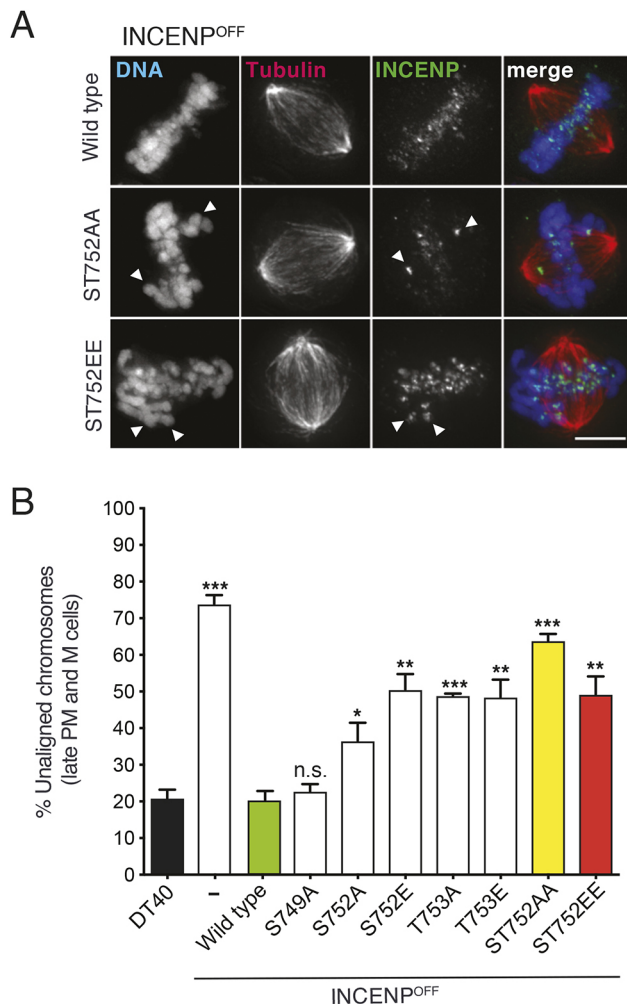 A
INCENPOFF
DNA Tubulin INCENP merge
Wild type
ST752AA
ST752EE
B
% Unaligned chromosomes
(late PM and M cells)
100
90
80
70
60
50
40
30
20
10
0
*** n.s. * ** *** ** *** **
DT40 – Wild type S749A S752A S752E T753A T753E ST752AA ST752EE
INCENPOFF